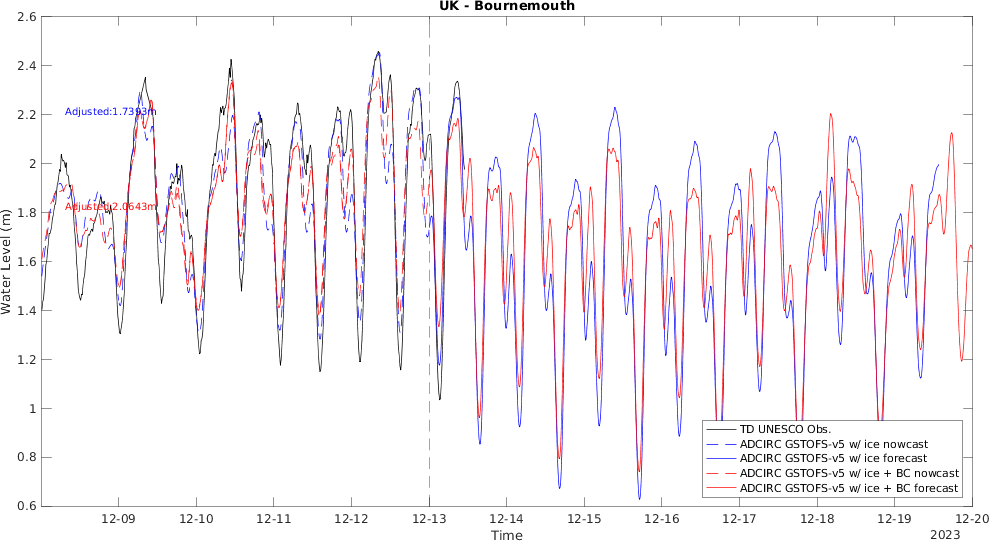 UK - Bournemouth
2.6
2.4
2.2
2
1.8
1.6
1.4
1.2
1
0.8
0.6
Water Level (m)
Adjusted:1.7393m
Adjusted:2.0643m
TD UNESCO Obs.
ADCIRC GSTOFS-v5 w/ ice nowcast
ADCIRC GSTOFS-v5 w/ ice forecast
ADCIRC GSTOFS-v5 w/ ice + BC nowcast
ADCIRC GSTOFS-v5 w/ ice + BC forecast
12-09 12-10 12-11 12-12 12-13 12-14 12-15 12-16 12-17 12-18 12-19 12-20
Time
2023